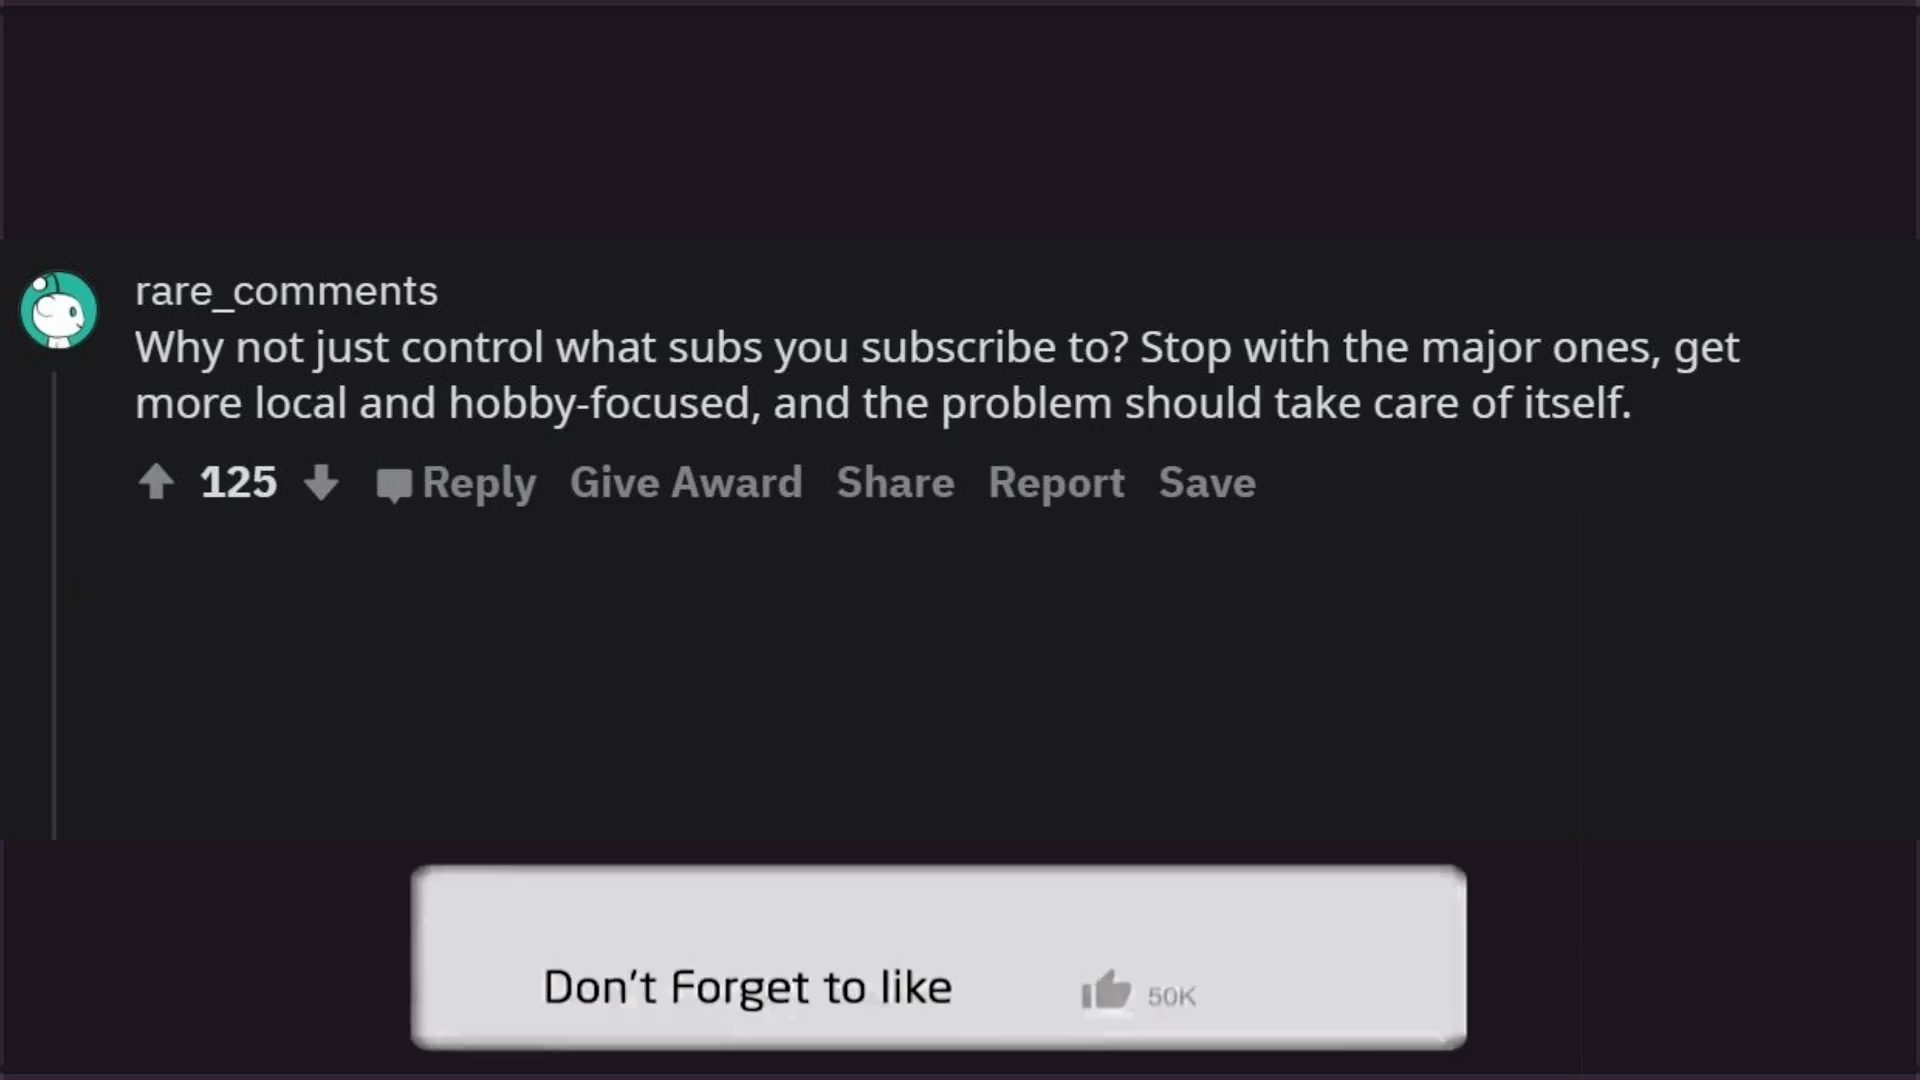 rare_comments
Why not just control what subs you subscribe to? Stop with the major ones, get
more local and hobby-focused, and the problem should take care of itself.
125 Reply Give Award Share Report Save
Don't Forget to like 50K